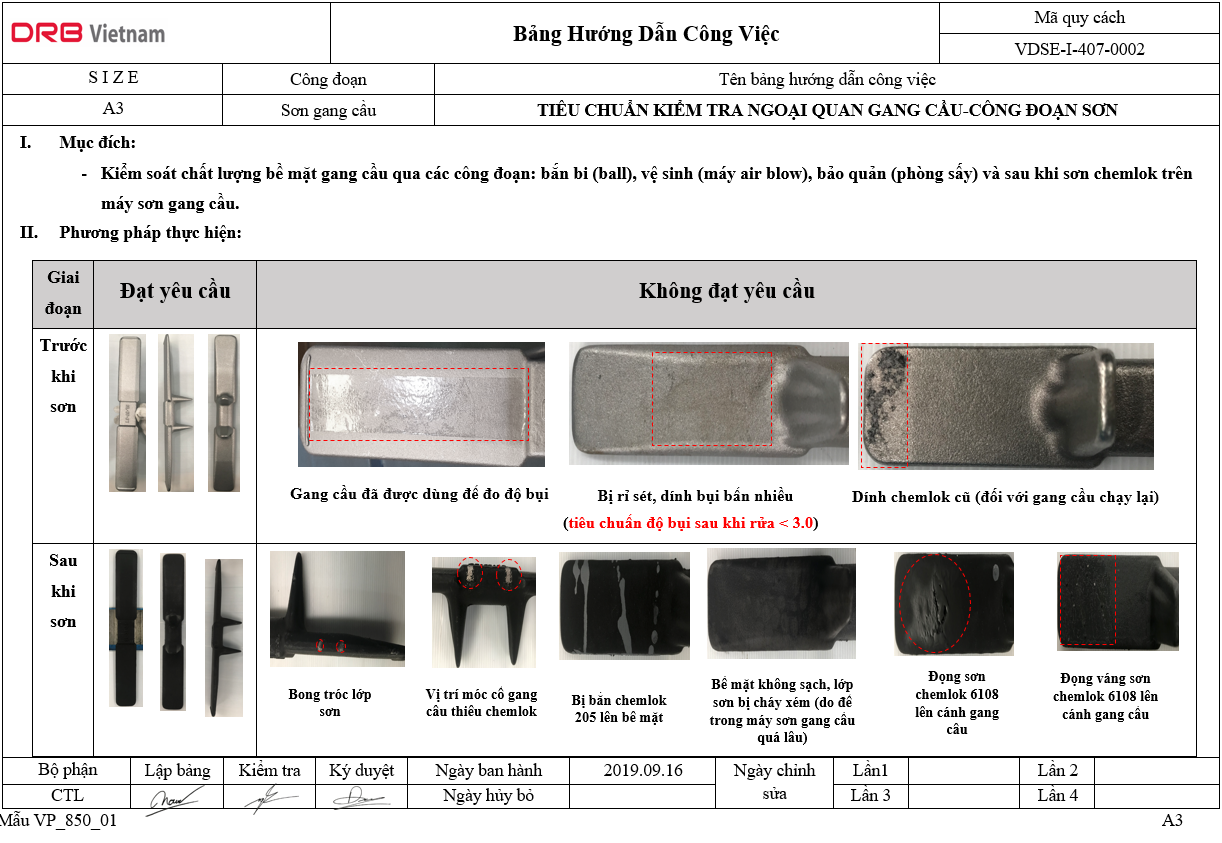 DRB Vietnam
Bảng Hướng Dẫn Công Việc
Mã quy cách
VDSE-I-407-0002
S I Z E
Công đoạn
Tên bảng hướng dẫn công việc
A3
Sơn gang cầu
TIÊU CHUẨN KIỂM TRA NGOẠI QUAN GANG CẦU-CÔNG ĐOẠN SƠN
I. Mục đích:
- Kiểm soát chất lượng bề mặt gang cầu qua các công đoạn: bắn bi (ball), vệ sinh (máy air blow), bảo quản (phòng sấy) và sau khi sơn chemlok trên
máy sơn gang cầu.
II. Phương pháp thực hiện:
Giai
đoạn
Đạt yêu cầu
Không đạt yêu cầu
Trước
khi
sơn
Gang cầu đã được dùng để đo độ bụi
Bị rỉ sét, dính bụi bẩn nhiều
(tiêu chuẩn độ bụi sau khi rửa < 3.0)
Dính chemlok cũ (đối với gang cầu chạy lại)
Sau
khi
sơn
Bong tróc lớp
sơn
Vị trí móc cổ gang
cầu thiếu chemlok
Bị bắn chemlok
205 lên bề mặt
Bề mặt không sạch, lớp
sơn bị cháy xém (do để
trong máy sơn gang cầu
quá lâu)
Đọng sơn
chemlok 6108
lên cánh gang
cầu
Đọng váng sơn
chemlok 6108 lên
cánh gang cầu
Bộ phận
Lập bảng
Kiểm tra
Ký duyệt
Ngày ban hành
2019.09.16
Ngày chỉnh
sửa
Lần1
Lần 2
CTL
Ngày hủy bỏ
Lần 3
Lần 4
Mẫu VP_850_01
A3